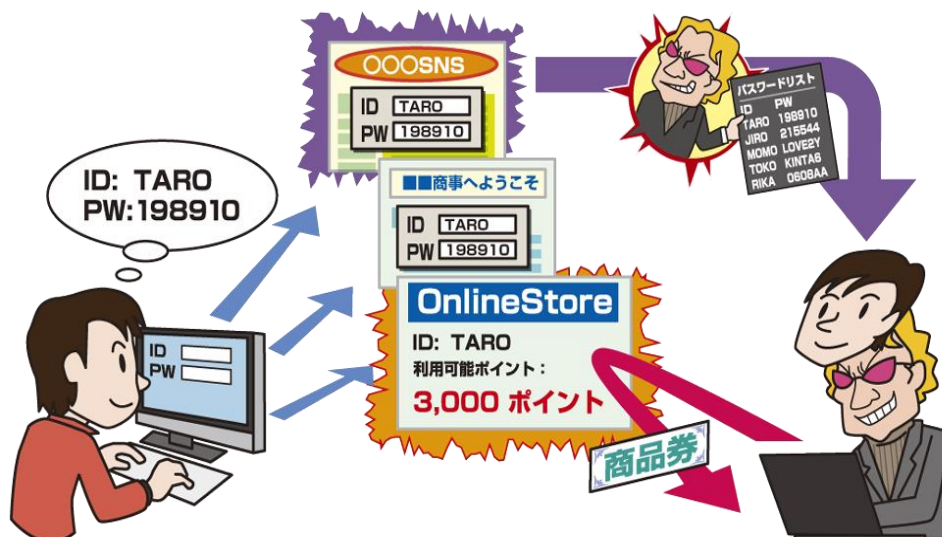 ID: TARO
PW:198910
ID
PW
○○○SNS
ID TARO
PW 198910
■■商事へようこそ
ID TARO
PW 198910
OnlineStore
ID: TARO
利用可能ポイント：
3,000 ポイント
商品券
パスワードリスト
ID PW
TARO 198910
JIRO 215544
MOMO LOVE2Y
TOKO KINTA6
RIKA 0608AA